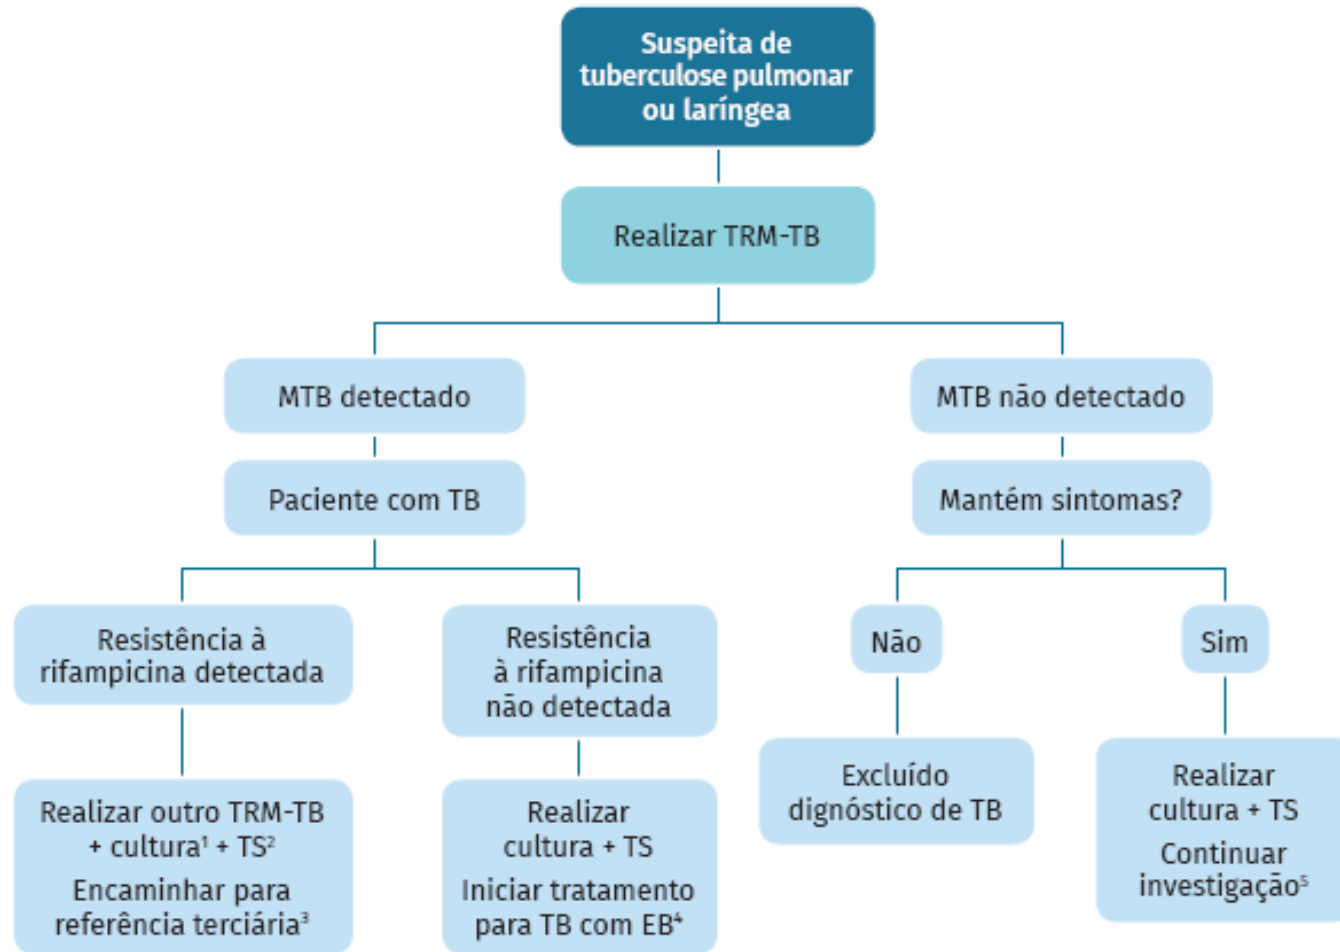 Suspeita de
tuberculose pulmonar
ou laríngea
Realizar TRM-TB
MTB detectado
MTB não detectado
Paciente com TB
Mantém sintomas?
Resistência à
rifampicina detectada
Resistência
à rifampicina
não detectada
Não
Sim
Realizar outro TRM-TB
+ cultura¹ + TS²
Encaminhar para
referência terciária³
Realizar
cultura + TS
Iniciar tratamento
para TB com EB⁴
Excluído
dignóstico de TB
Realizar
cultura + TS
Continuar
investigação⁵